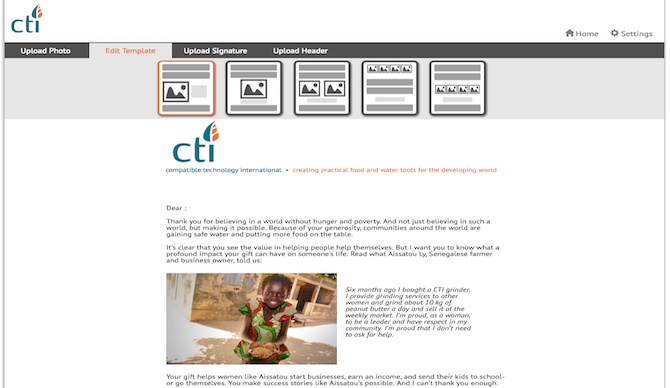 cti
Home Settings
Upload Photo Edit Template Upload Signature Upload Header
cti
compatible technology international • creating practical food and water tools for the developing world
Dear :
Thank you for believing in a world without hunger and poverty. And not just believing in such a
world, but making it possible. Because of your generosity, communities around the world are
gaining safe water and putting more food on the table.
It's clear that you see the value in helping people help themselves. But I want you to know what a
profound impact your gift can have on someone's life. Read what Aissatou Ly, Senegalese farmer
and business owner, told us:
Six months ago I bought a CTI grinder.
I provide grinding services to other
women and grind about 10 kg of
peanut butter a day and sell it at the
weekly market. I'm proud, as a woman,
to be a leader and have respect in my
community. I'm proud that I don't need
to ask for help.
Your gift helps women like Aissatou start businesses, earn an income, and send their kids to school-
or go themselves. You make success stories like Aissatou's possible. And I can't thank you enough.